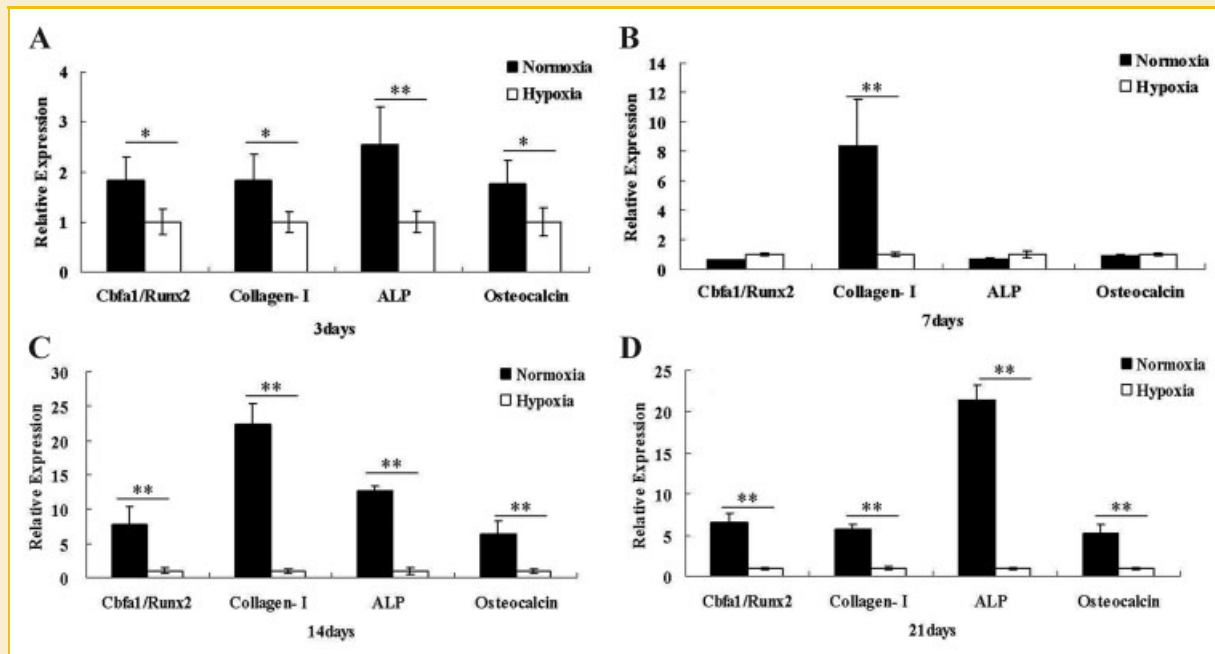 A
Relative Expression
4
3
2
1
0
Normoxia
Hypoxia
* * ** *
Cbfa1/Runx2 Collagen- I ALP Osteocalcin
3days
B
Relative Expression
14
12
10
8
6
4
2
0
Normoxia
Hypoxia
**
Cbfa1/Runx2 Collagen- I ALP Osteocalcin
7days
C
Relative Expression
30
25
20
15
10
5
0
Normoxia
Hypoxia
** ** ** **
Cbfa1/Runx2 Collagen- I ALP Osteocalcin
14days
D
Relative Expression
25
20
15
10
5
0
Normoxia
Hypoxia
** ** ** **
Cbfa1/Runx2 Collagen- I ALP Osteocalcin
21days